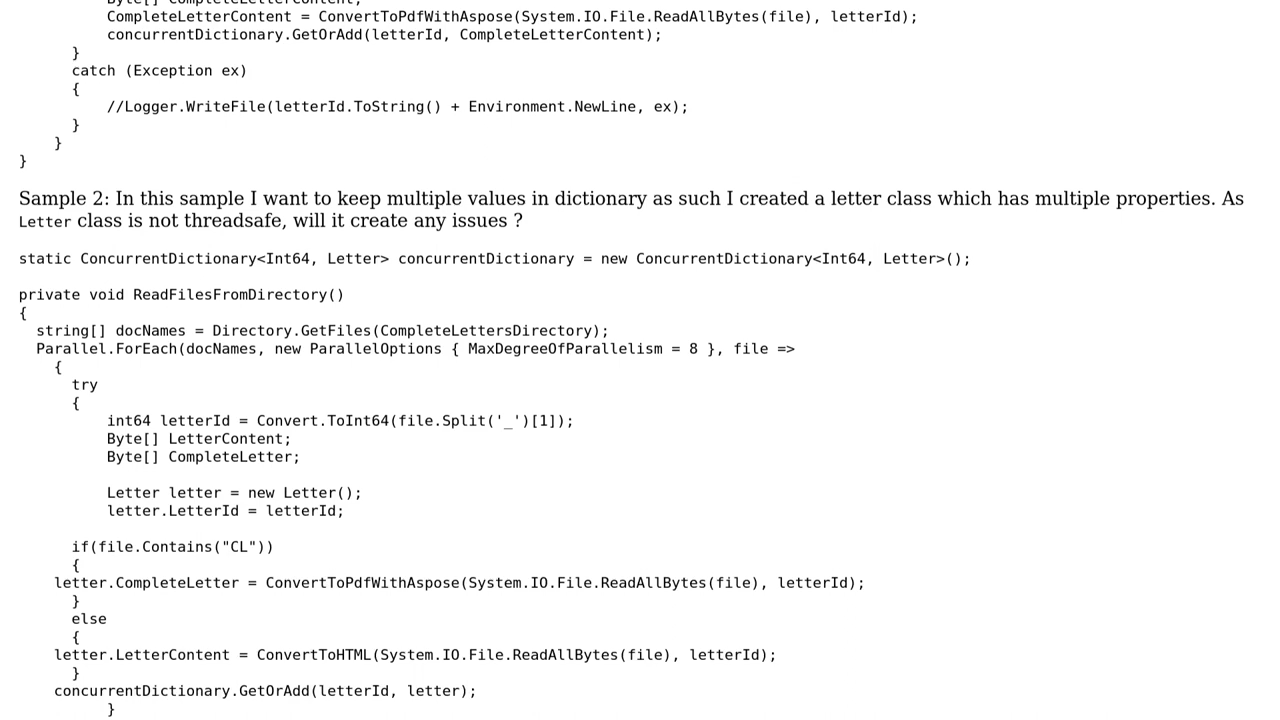 Byte[] CompleteLetterContent;
CompleteLetterContent = ConvertToPdfWithAspose(System.IO.File.ReadAllBytes(file), letterId);
concurrentDictionary.GetOrAdd(letterId, CompleteLetterContent);
}
catch (Exception ex)
{
//Logger.WriteFile(letterId.ToString() + Environment.NewLine, ex);
}
}
}
Sample 2: In this sample I want to keep multiple values in dictionary as such I created a letter class which has multiple properties. As
Letter class is not threadsafe, will it create any issues ?
static ConcurrentDictionary<Int64, Letter> concurrentDictionary = new ConcurrentDictionary<Int64, Letter>();
private void ReadFilesFromDirectory()
{
string[] docNames = Directory.GetFiles(CompleteLettersDirectory);
Parallel.ForEach(docNames, new ParallelOptions { MaxDegreeOfParallelism = 8 }, file =>
{
try
{
int64 letterId = Convert.ToInt64(file.Split('_')[1]);
Byte[] LetterContent;
Byte[] CompleteLetter;
Letter letter = new Letter();
letter.LetterId = letterId;
if(file.Contains("CL"))
{
letter.CompleteLetter = ConvertToPdfWithAspose(System.IO.File.ReadAllBytes(file), letterId);
}
else
{
letter.LetterContent = ConvertToHTML(System.IO.File.ReadAllBytes(file), letterId);
}
concurrentDictionary.GetOrAdd(letterId, letter);
}